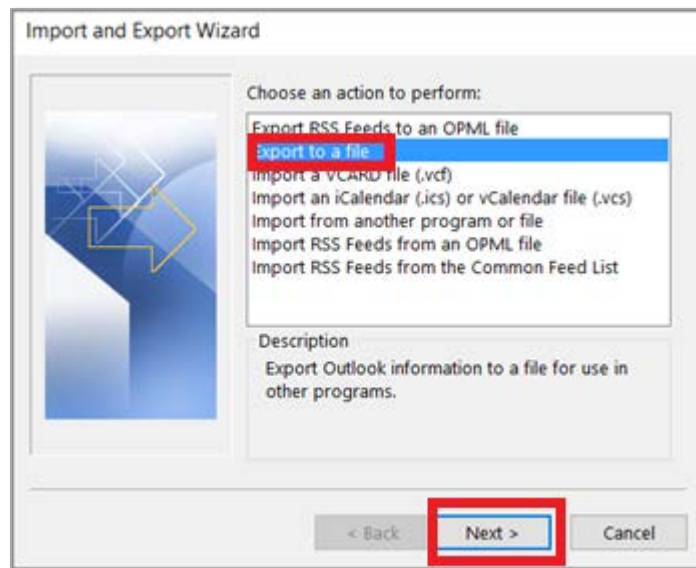 Import and Export Wizard
Choose an action to perform:
Export RSS Feeds to an OPML file
Export to a file
Import a VCARD file (.vcf)
Import an iCalendar (.ics) or vCalendar file (.vcs)
Import from another program or file
Import RSS Feeds from an OPML file
Import RSS Feeds from the Common Feed List
Description
Export Outlook information to a file for use in
other programs.
< Back Next > Cancel